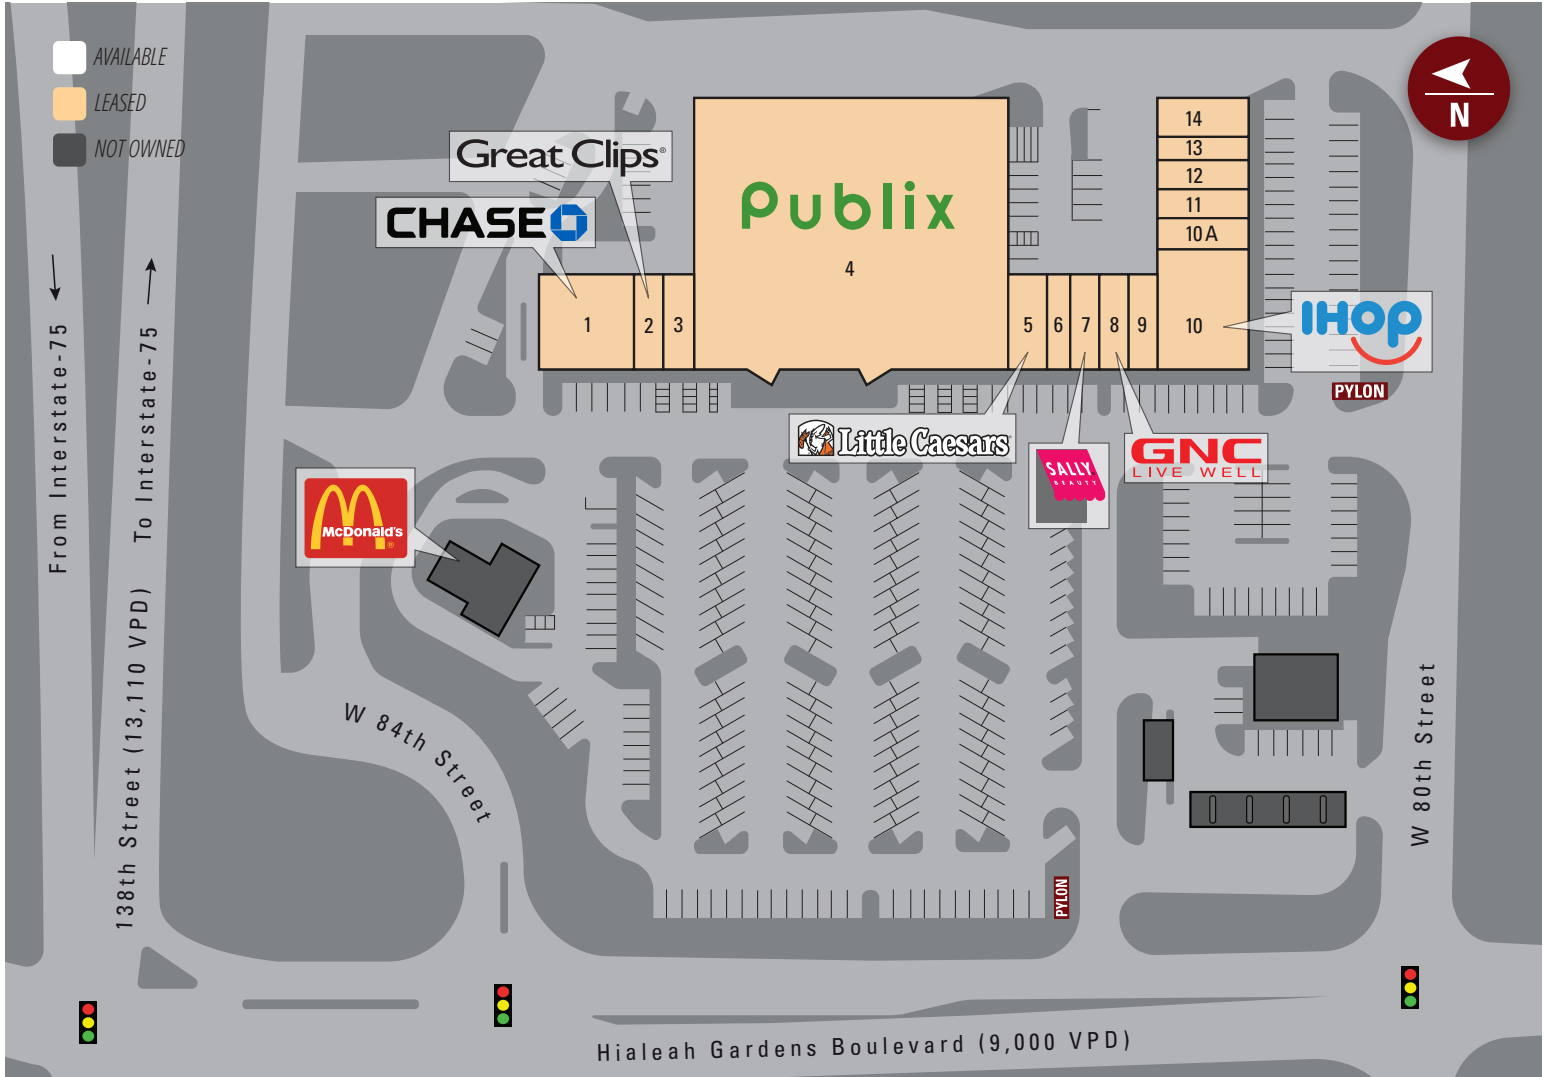 AVAILABLE
LEASED
NOT OWNED
N
Great Clips®
CHASE
Publix
4
14
13
12
11
10 A
10
1
2
3
5
6
7
8
9
IHOP
PYLON
Little Caesars
SALLY
BEAUTY
GNC
LIVE WELL
McDonald's
®
From Interstate-75
To Interstate-75
138th Street (13,110 VPD)
W 84th Street
W 80th Street
PYLON
Hialeah Gardens Boulevard (9,000 VPD)